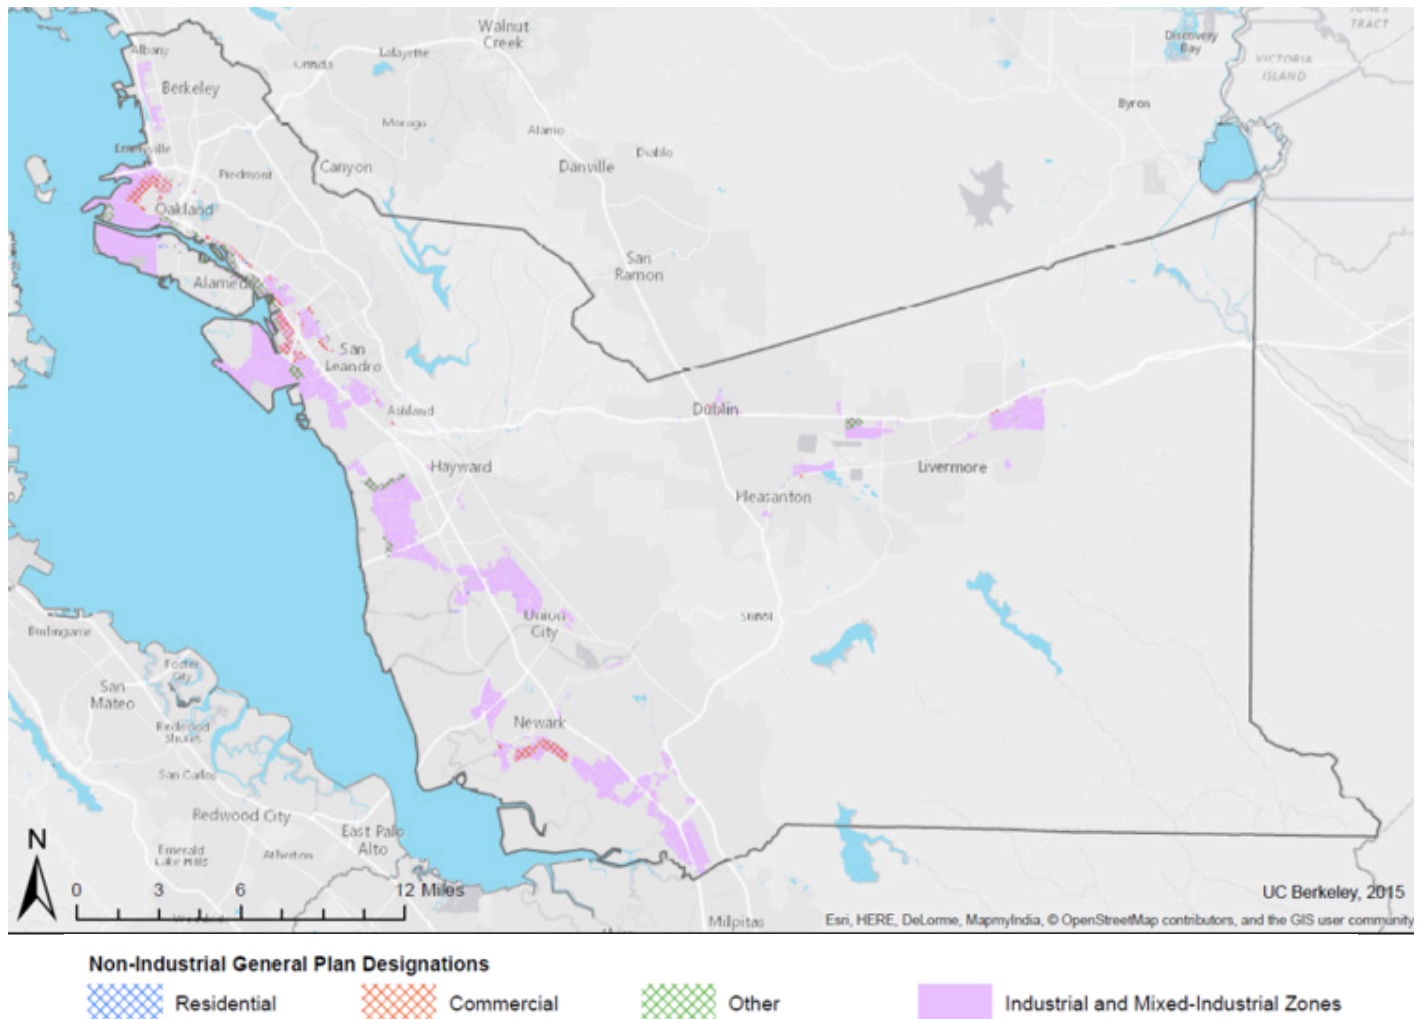 Walnut
Creek
JONES
TRACT
Albany
Lafayette
Orinda
Discovery
Bay
VICTORIA
ISLAND
Berkeley
Byron
Moraga
Alamo
Emeryville
Piedmont
Canyon
Danville
Diablo
Oakland
San
Ramon
Alameda
San
Leandro
Ashland
Dublin
Hayward
Livermore
Pleasanton
Union
City
Sunol
Burlingame
Foster
City
San
Mateo
Redwood
Shores
Newark
San Carlos
Redwood City
East Palo
Alto
Emerald
Lake Hills
Atherton
N
0 3 6 12 Miles
UC Berkeley, 2015
Milpitas
Esri, HERE, DeLorme, MapmyIndia, © OpenStreetMap contributors, and the GIS user community
Non-Industrial General Plan Designations
Residential Commercial Other Industrial and Mixed-Industrial Zones